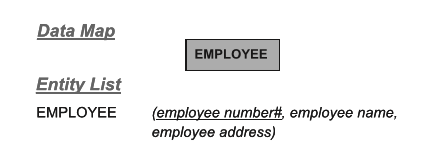 Data Map
EMPLOYEE
Entity List
EMPLOYEE (employee number#, employee name,
employee address)